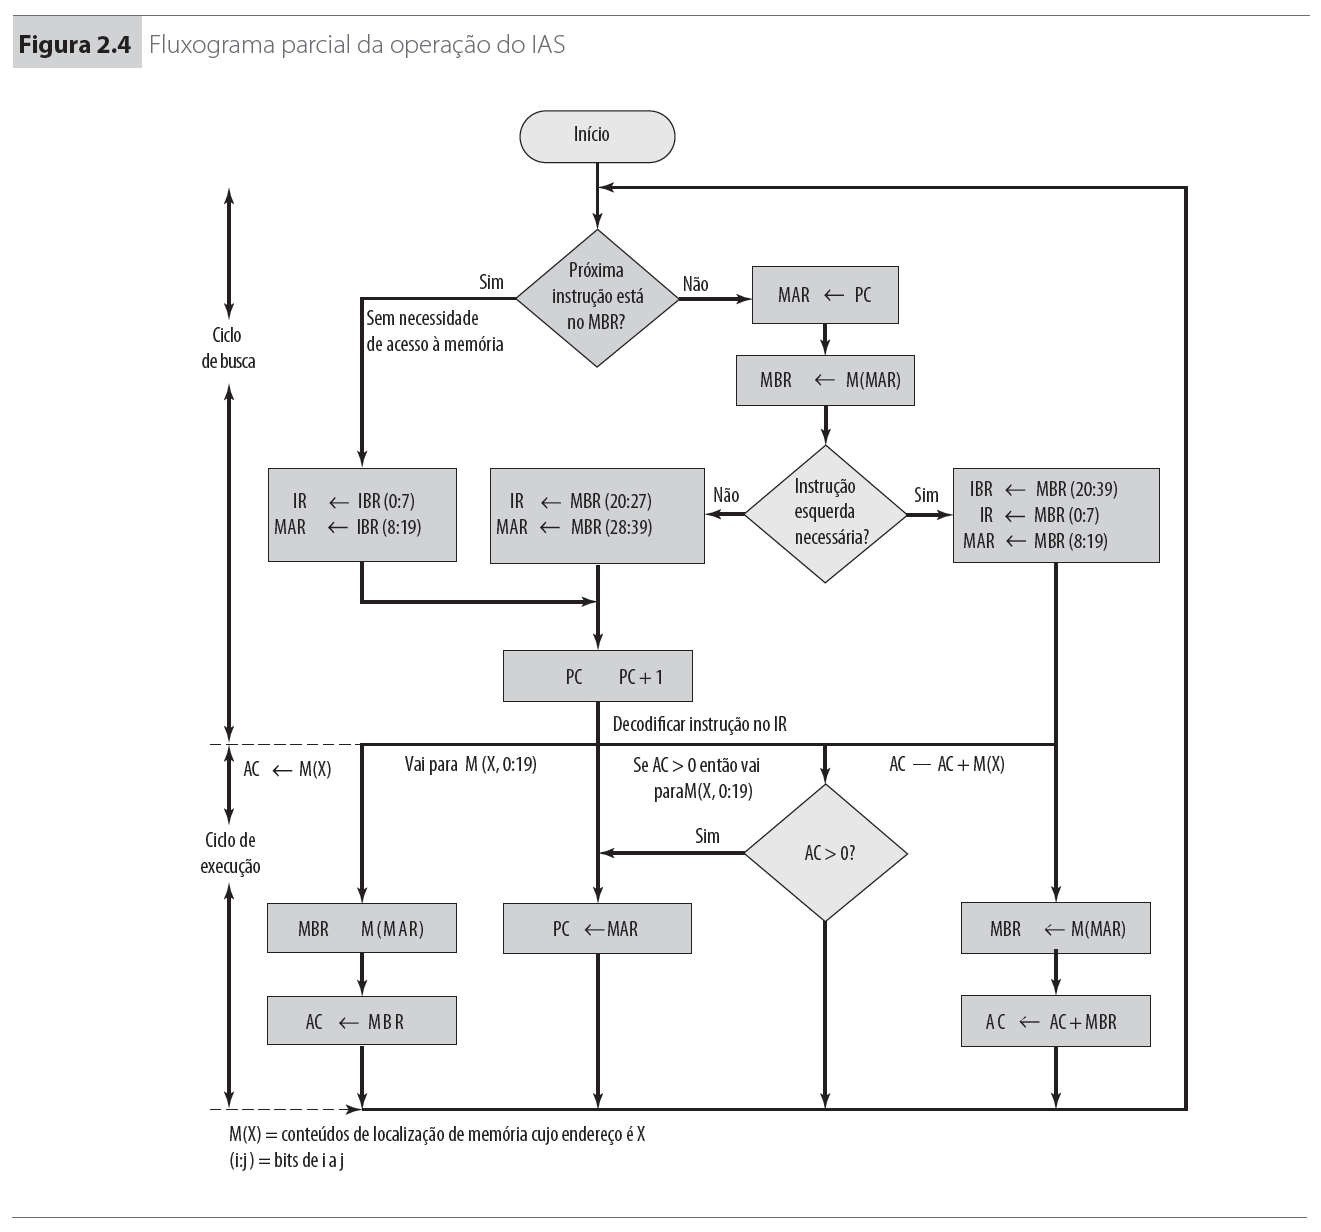 Figura 2.4 Fluxograma parcial da operação do IAS
Início
Próxima
instrução está
no MBR?
Sim
Não
Sem necessidade
de acesso à memória
MAR ← PC
MBR ← M(MAR)
Ciclo
de busca
Instrução
esquerda
necessária?
Não
Sim
IR ← IBR (0:7)
MAR ← IBR (8:19)
IR ← MBR (20:27)
MAR ← MBR (28:39)
IBR ← MBR (20:39)
IR ← MBR (0:7)
MAR ← MBR (8:19)
PC PC + 1
Decodificar instrução no IR
AC ← M(X)
Vai para M (X, 0:19)
Se AC > 0 então vai
paraM(X, 0:19)
AC — AC + M(X)
Sim
AC > 0?
Ciclo de
execução
MBR M (M AR)
PC ←MAR
MBR ← M(MAR)
AC ← M B R
A C ← AC + MBR
M(X) = conteúdos de localização de memória cujo endereço é X
(i:j) = bits de i a j